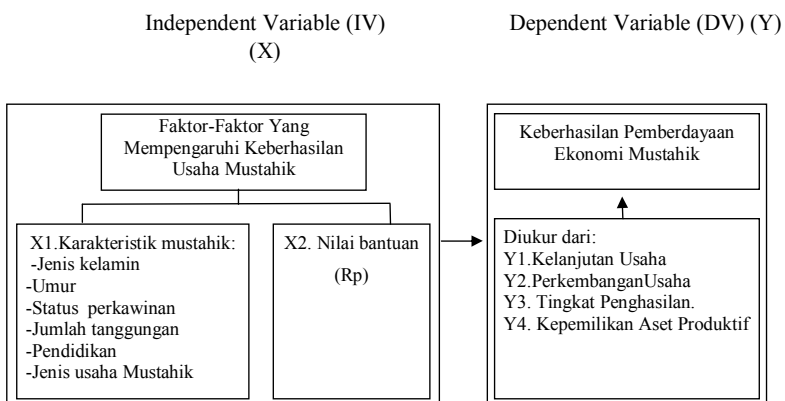 Independent Variable (IV)
(X)
Dependent Variable (DV) (Y)
Faktor-Faktor Yang
Mempengaruhi Keberhasilan
Usaha Mustahik
X1.Karakteristik mustahik:
-Jenis kelamin
-Umur
-Status perkawinan
-Jumlah tanggungan
-Pendidikan
-Jenis usaha Mustahik
X2. Nilai bantuan
(Rp)
Keberhasilan Pemberdayaan
Ekonomi Mustahik
Diukur dari:
Y1.Kelanjutan Usaha
Y2.PerkembanganUsaha
Y3. Tingkat Penghasilan.
Y4. Kepemilikan Aset Produktif